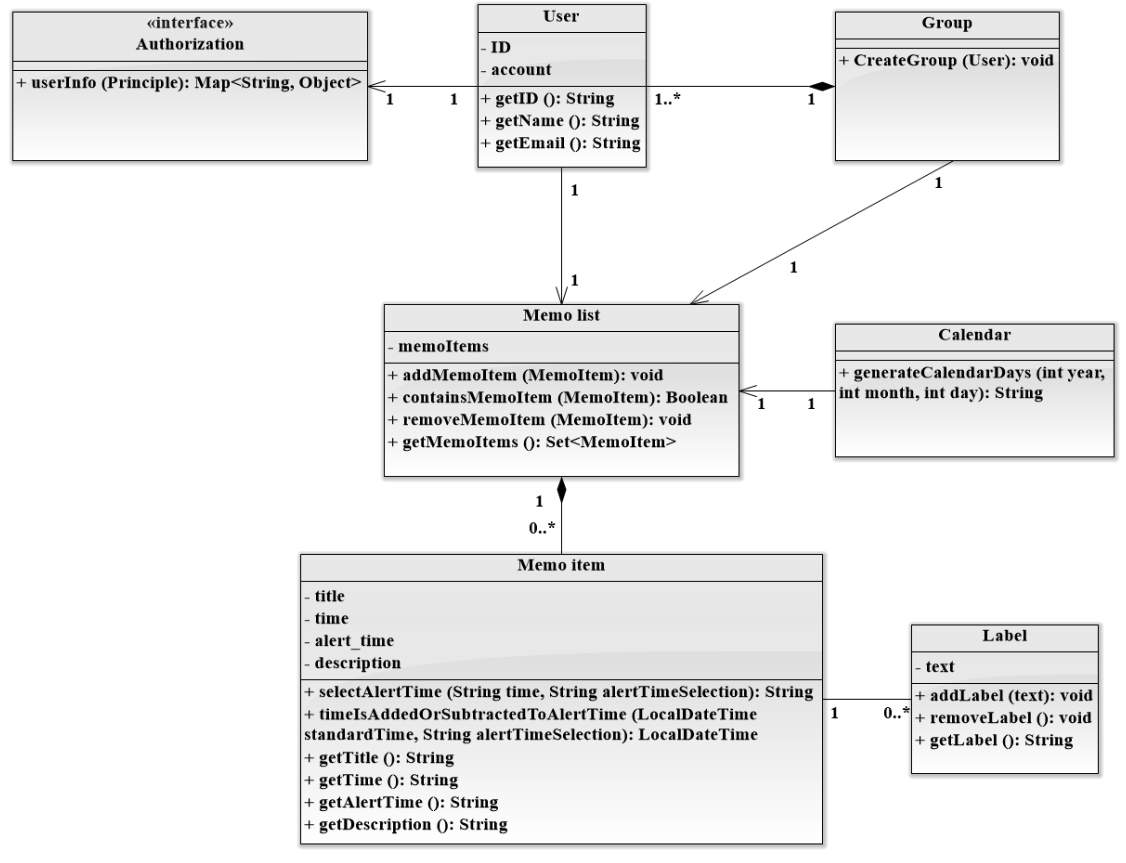 «interface»
Authorization
+ userInfo (Principle): Map<String, Object>
1
1
User
- ID
- account
+ getID (): String
+ getName (): String
+ getEmail (): String
1..*
1
Group
+ CreateGroup (User): void
1
1
1
1
Memo list
- memoItems
+ addMemoItem (MemoItem): void
+ containsMemoItem (MemoItem): Boolean
+ removeMemoItem (MemoItem): void
+ getMemoItems (): Set<MemoItem>
1
1
Calendar
+ generateCalendarDays (int year,
int month, int day): String
1
0..*
Memo item
- title
- time
- alert_time
- description
+ selectAlertTime (String time, String alertTimeSelection): String
+ timeIsAddedOrSubtractedToAlertTime (LocalDateTime
standardTime, String alertTimeSelection): LocalDateTime
+ getTitle (): String
+ getTime (): String
+ getAlertTime (): String
+ getDescription (): String
1
0..*
Label
- text
+ addLabel (text): void
+ removeLabel (): void
+ getLabel (): String